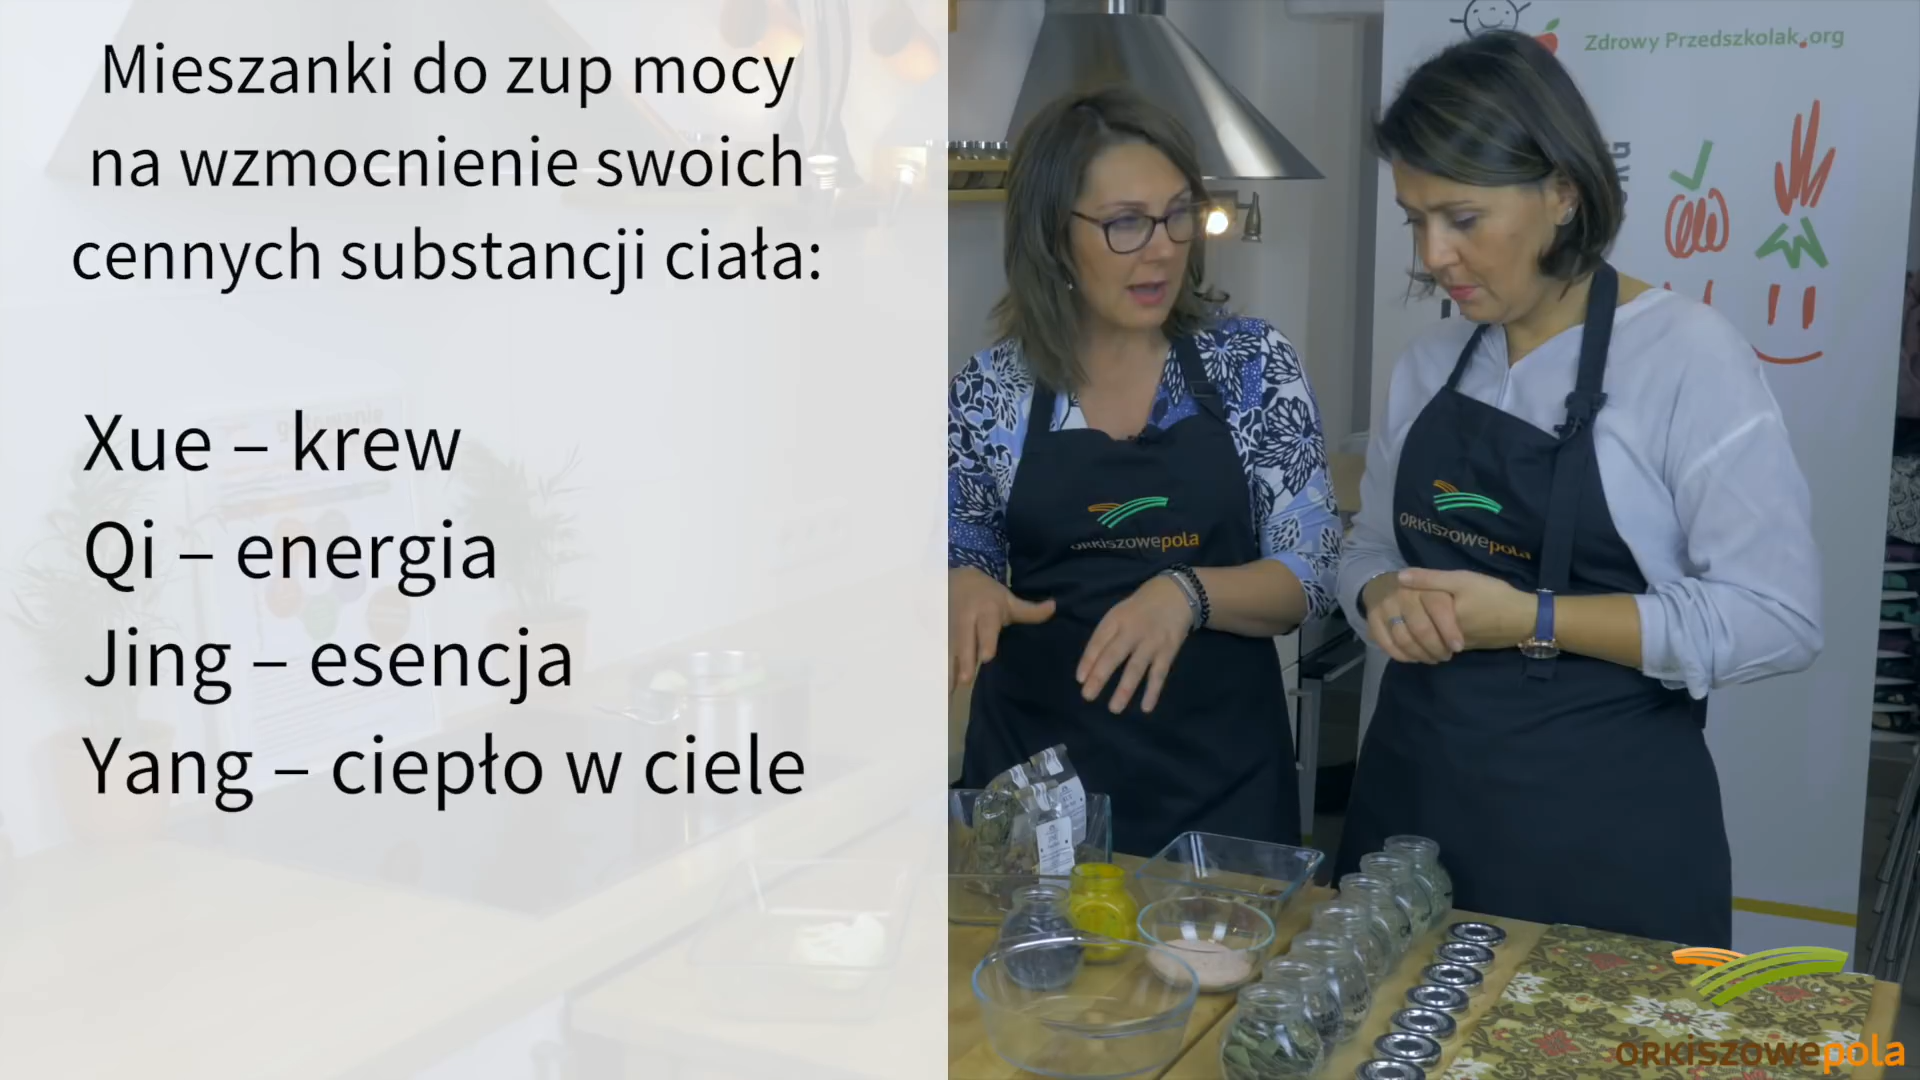 Mieszanki do zup mocy
na wzmocnienie swoich
cennych substancji ciała:
Xue – krew
Qi – energia
Jing – esencja
Yang – ciepło w ciele
Zdrowy Przedszkolak.org
ORKISZOWEpola
ORKISZOWEpola
ORKISZOWEpola